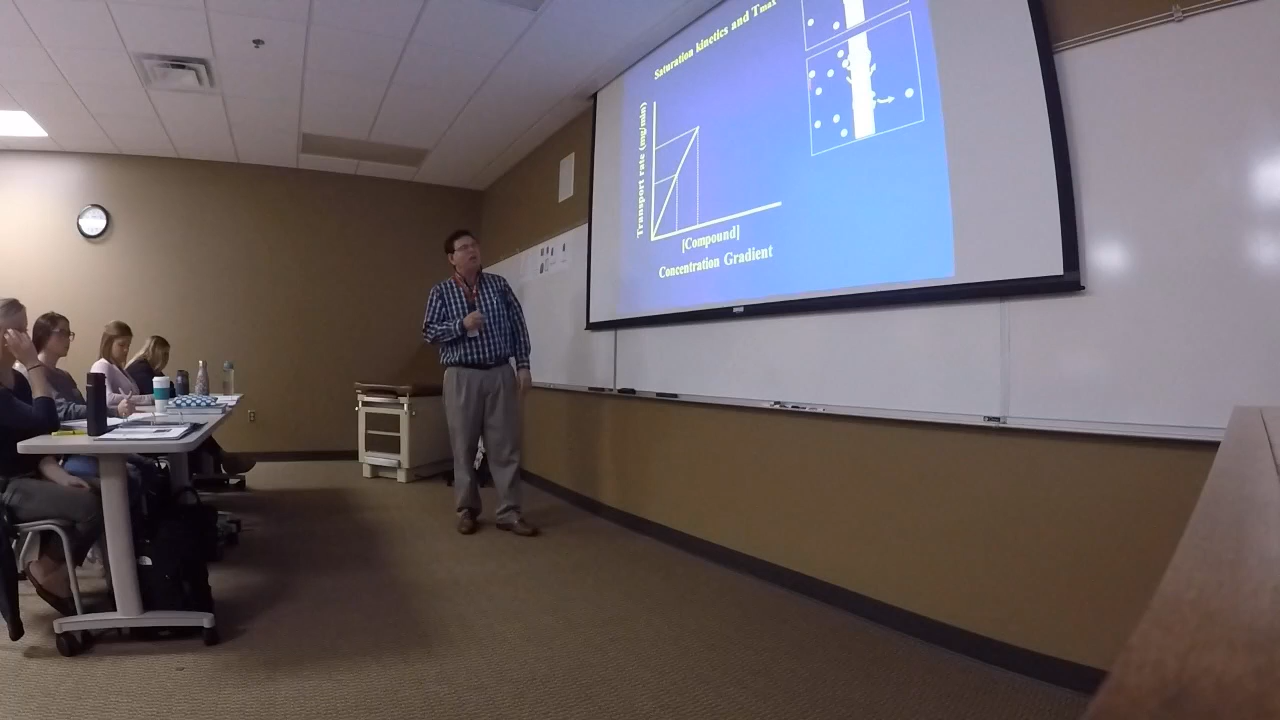 Saturation kinetics and Tmax
Transport rate (mg/min)
[Compound]
Concentration Gradient